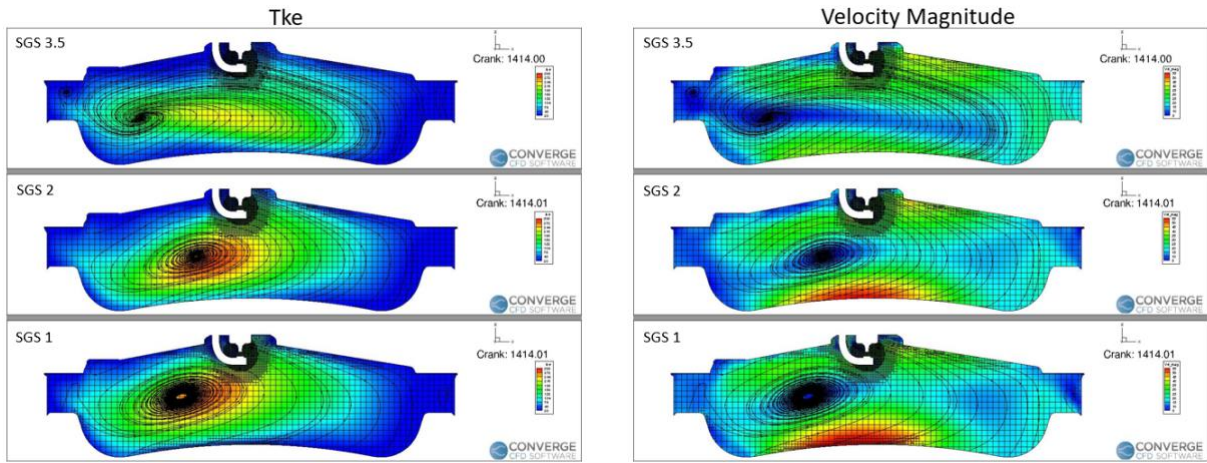 Tke
Velocity Magnitude
SGS 3.5
Crank: 1414.00
CONVERGE
CFD SOFTWARE
SGS 3.5
Crank: 1414.00
CONVERGE
CFD SOFTWARE
SGS 2
Crank: 1414.01
CONVERGE
CFD SOFTWARE
SGS 2
Crank: 1414.01
CONVERGE
CFD SOFTWARE
SGS 1
Crank: 1414.01
CONVERGE
CFD SOFTWARE
SGS 1
Crank: 1414.01
CONVERGE
CFD SOFTWARE